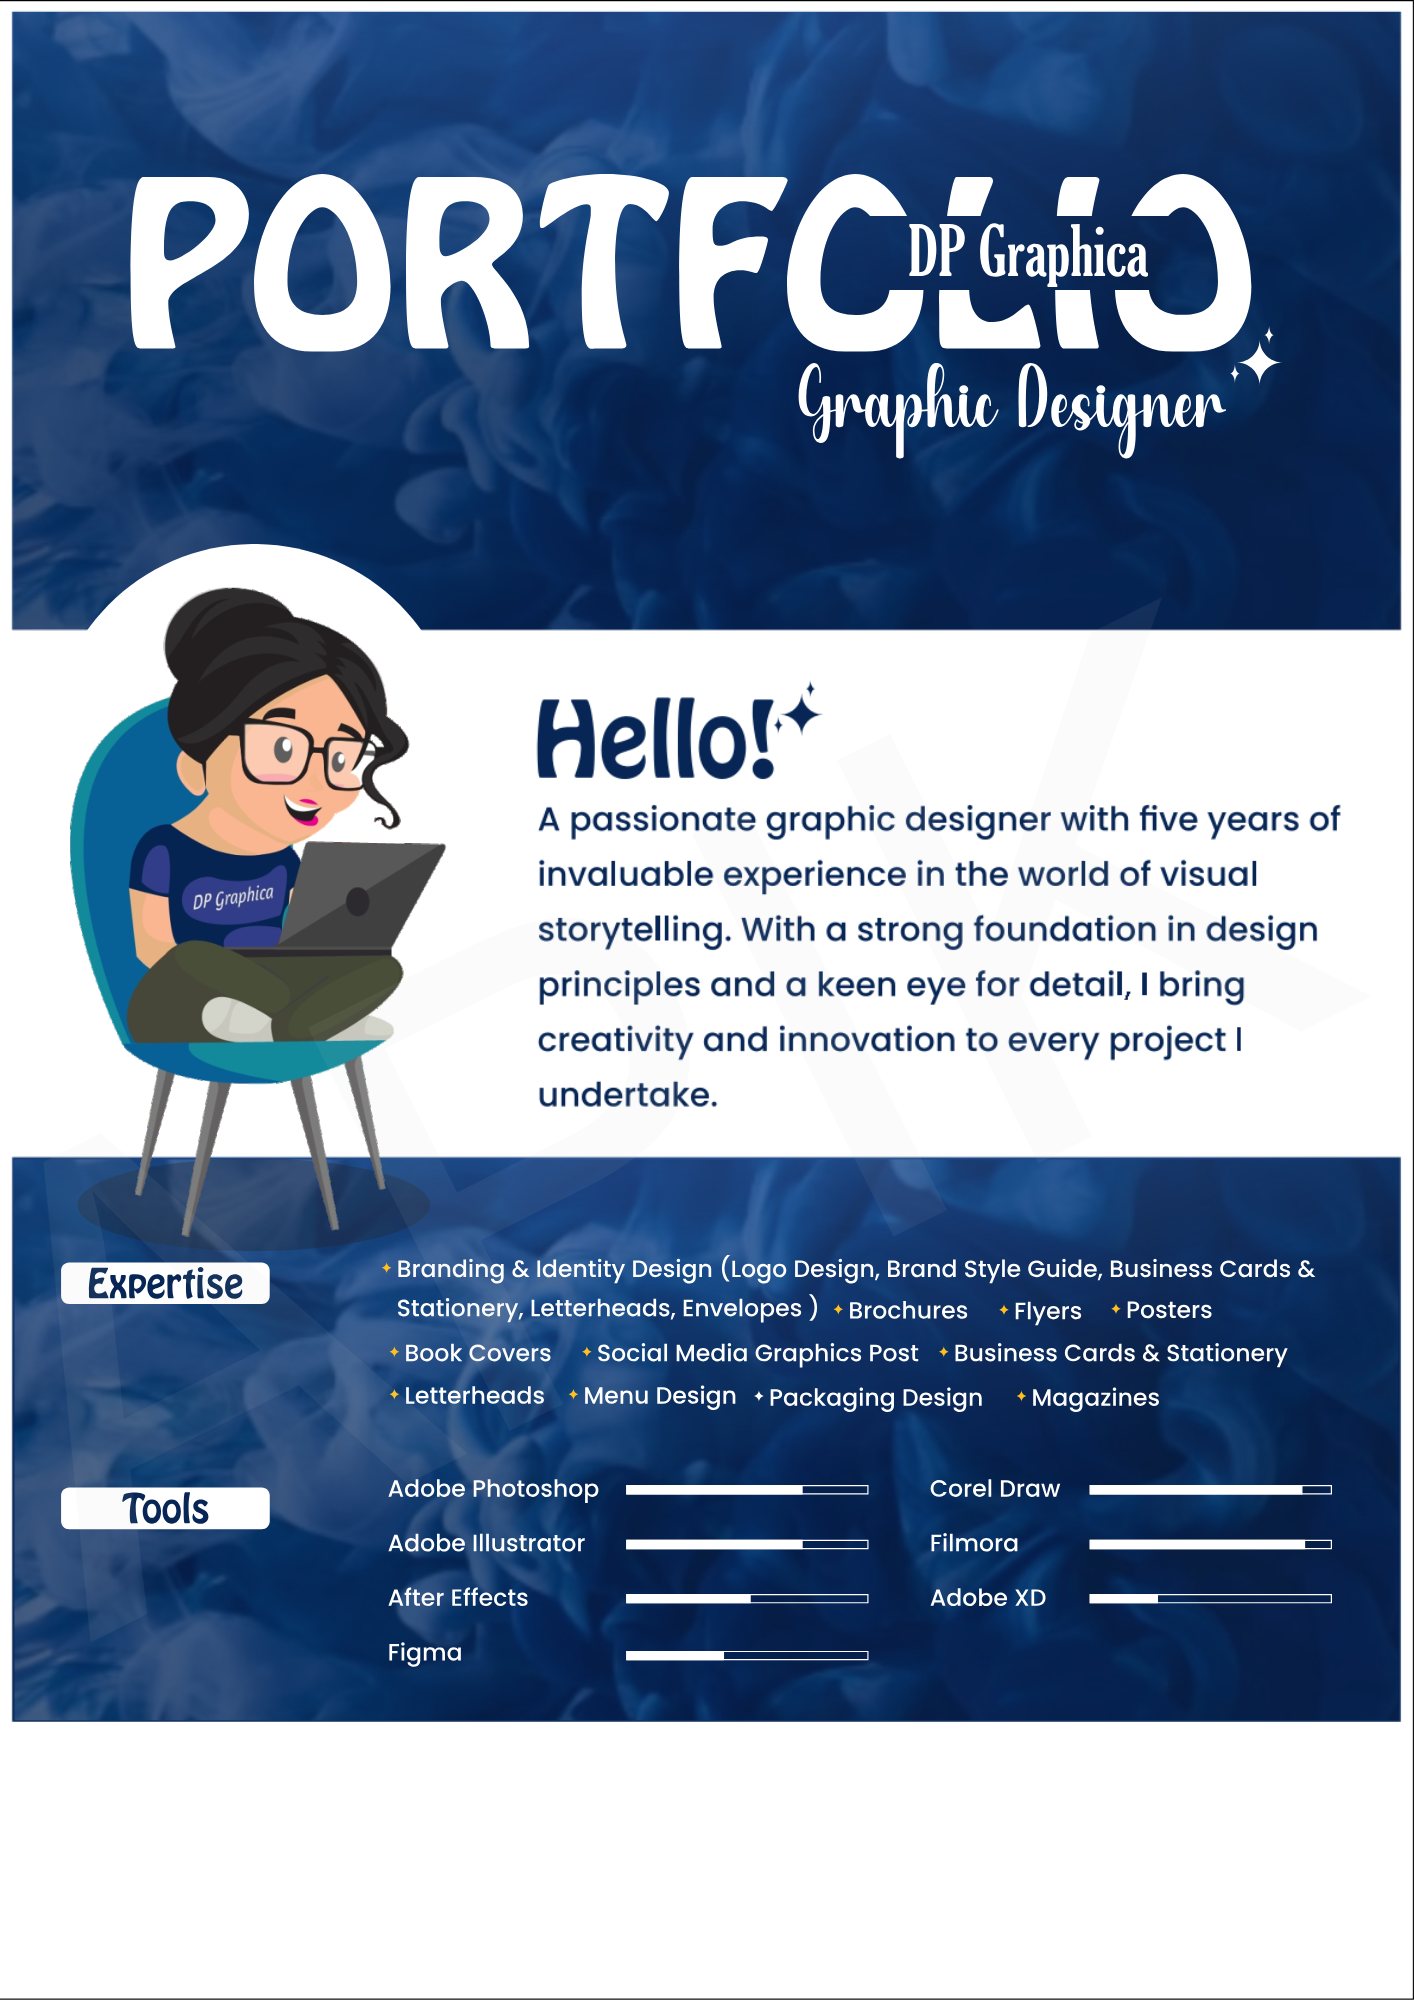 PORTFOLIO
DP Graphica
Graphic Designer
Hello!
A passionate graphic designer with five years of
invaluable experience in the world of visual
storytelling. With a strong foundation in design
principles and a keen eye for detail, I bring
creativity and innovation to every project I
undertake.
DP Graphica
Expertise
Branding & Identity Design (Logo Design, Brand Style Guide, Business Cards &
Stationery, Letterheads, Envelopes ) Brochures Flyers Posters
Book Covers Social Media Graphics Post Business Cards & Stationery
Letterheads Menu Design Packaging Design Magazines
Tools
Adobe Photoshop Corel Draw
Adobe Illustrator Filmora
After Effects Adobe XD
Figma